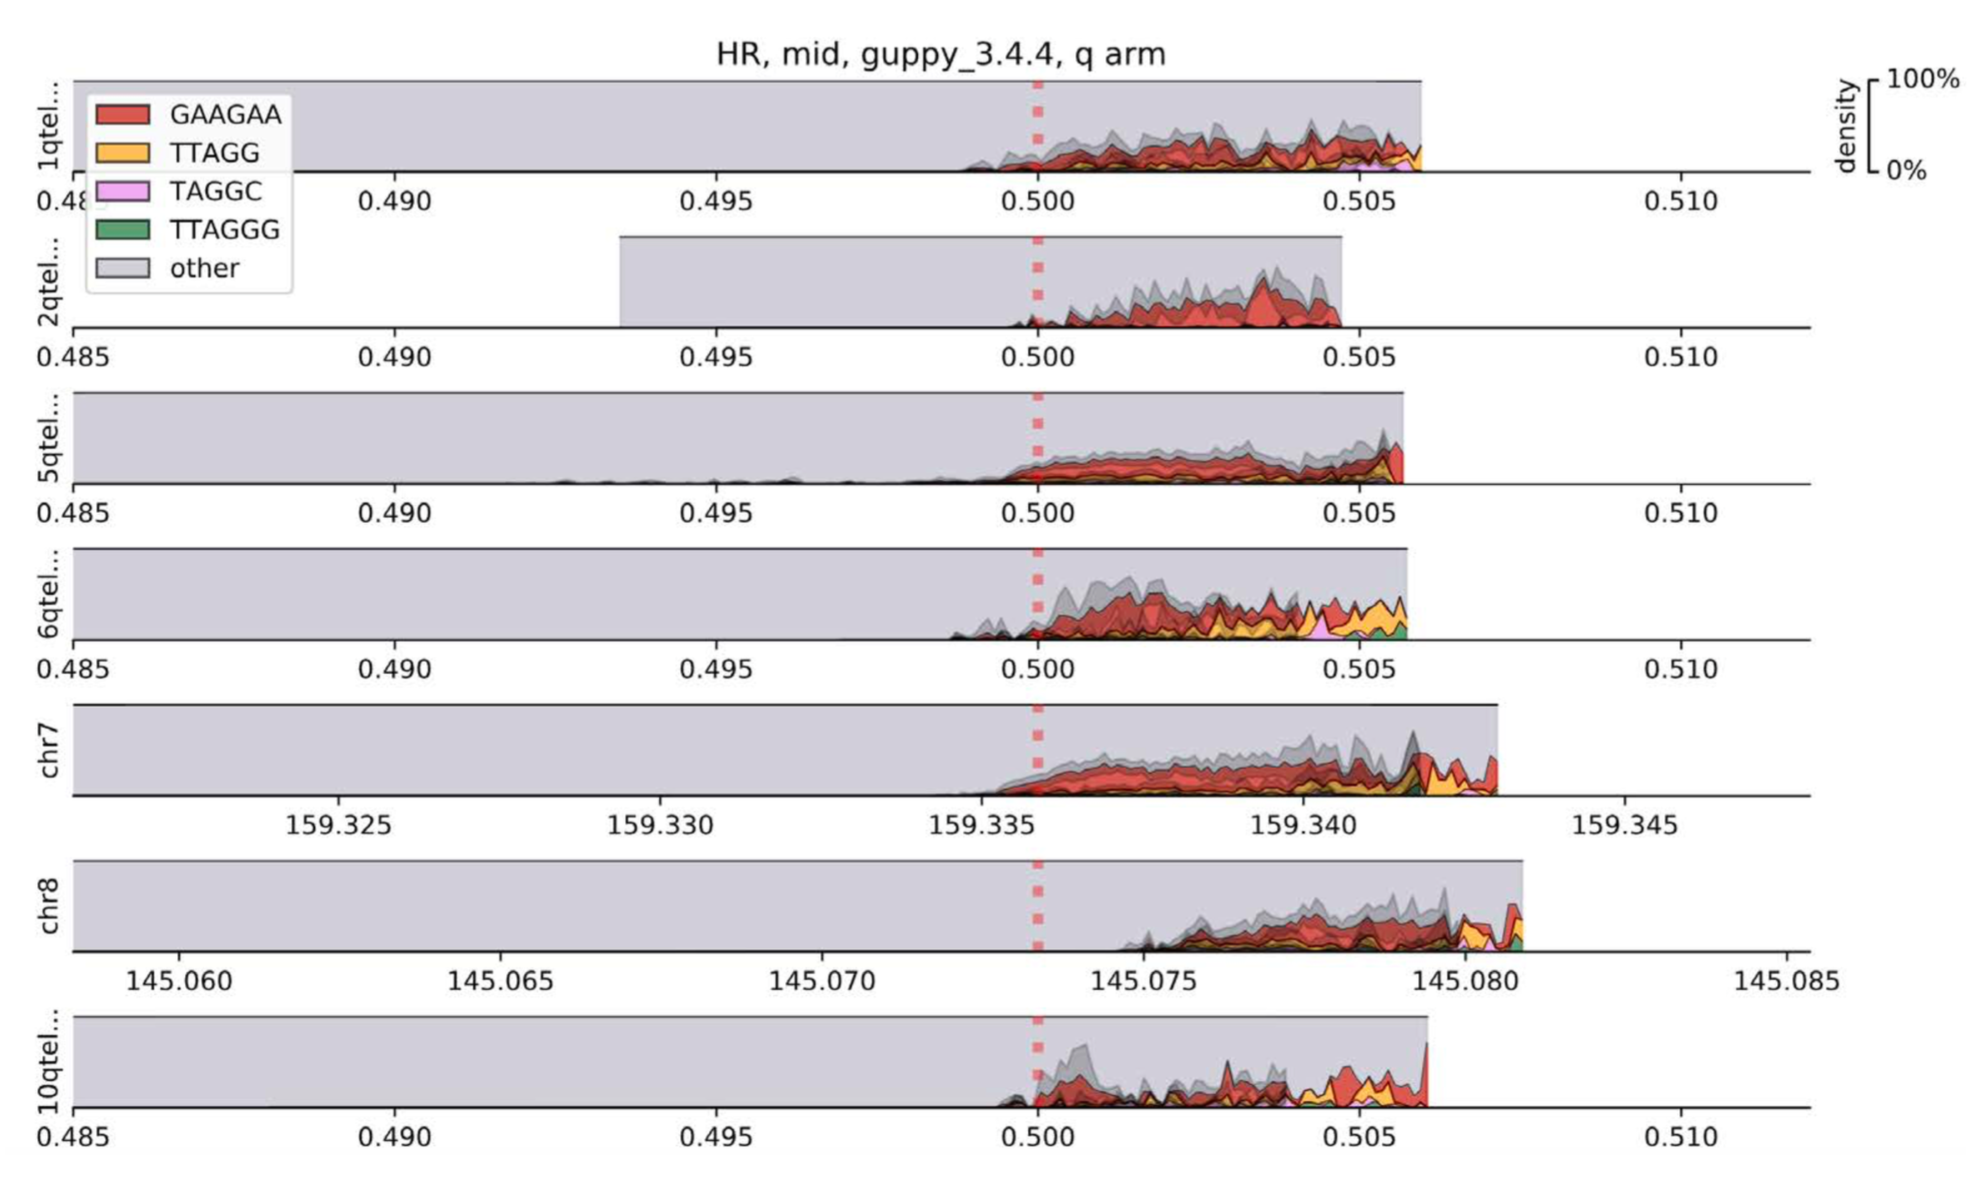 HR, mid, guppy_3.4.4, q arm
1qtel...
GAAGAA
TTAGG
TAGGC
TTAGGG
other
density
100%
0%
0.490 0.495 0.500 0.505 0.510
2qtel...
0.485 0.490 0.495 0.500 0.505 0.510
5qtel...
0.485 0.490 0.495 0.500 0.505 0.510
6qtel...
0.485 0.490 0.495 0.500 0.505 0.510
chr7
159.325 159.330 159.335 159.340 159.345
chr8
145.060 145.065 145.070 145.075 145.080 145.085
10qtel...
0.485 0.490 0.495 0.500 0.505 0.510